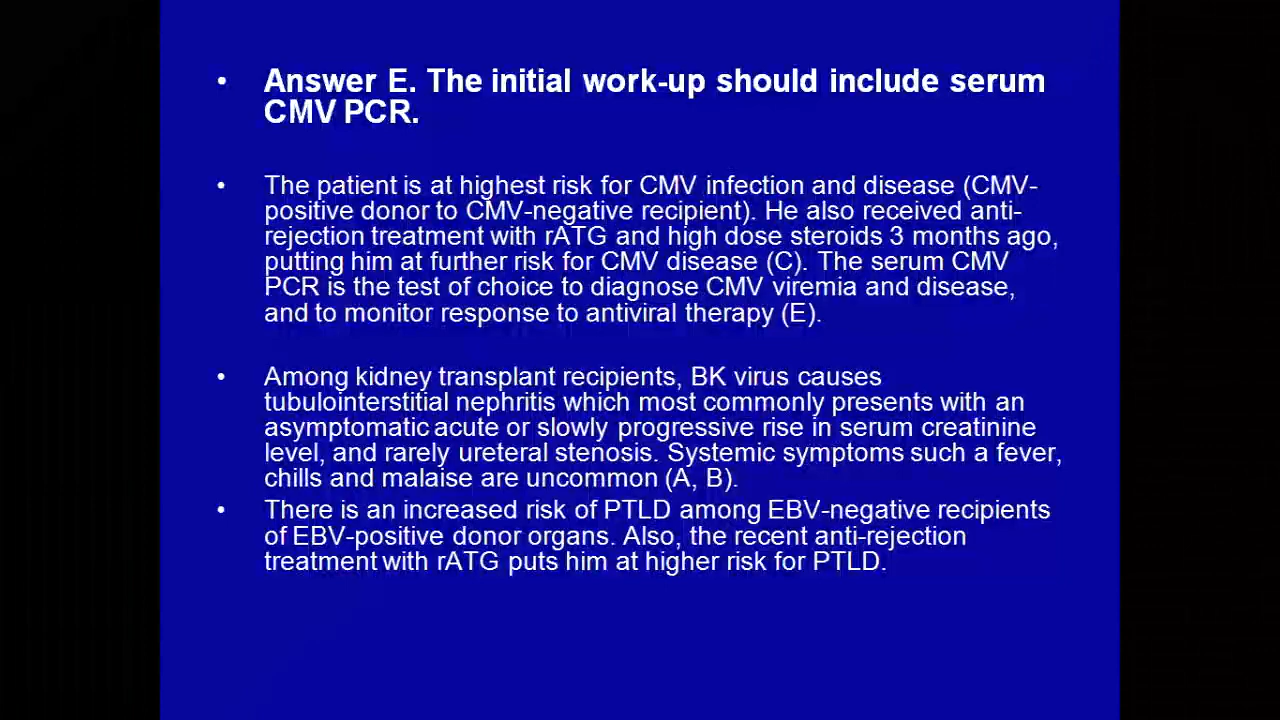 • Answer E. The initial work-up should include serum
CMV PCR.
• The patient is at highest risk for CMV infection and disease (CMV-
positive donor to CMV-negative recipient). He also received anti-
rejection treatment with rATG and high dose steroids 3 months ago,
putting him at further risk for CMV disease (C). The serum CMV
PCR is the test of choice to diagnose CMV viremia and disease,
and to monitor response to antiviral therapy (E).
• Among kidney transplant recipients, BK virus causes
tubulointerstitial nephritis which most commonly presents with an
asymptomatic acute or slowly progressive rise in serum creatinine
level, and rarely ureteral stenosis. Systemic symptoms such a fever,
chills and malaise are uncommon (A, B).
• There is an increased risk of PTLD among EBV-negative recipients
of EBV-positive donor organs. Also, the recent anti-rejection
treatment with rATG puts him at higher risk for PTLD.